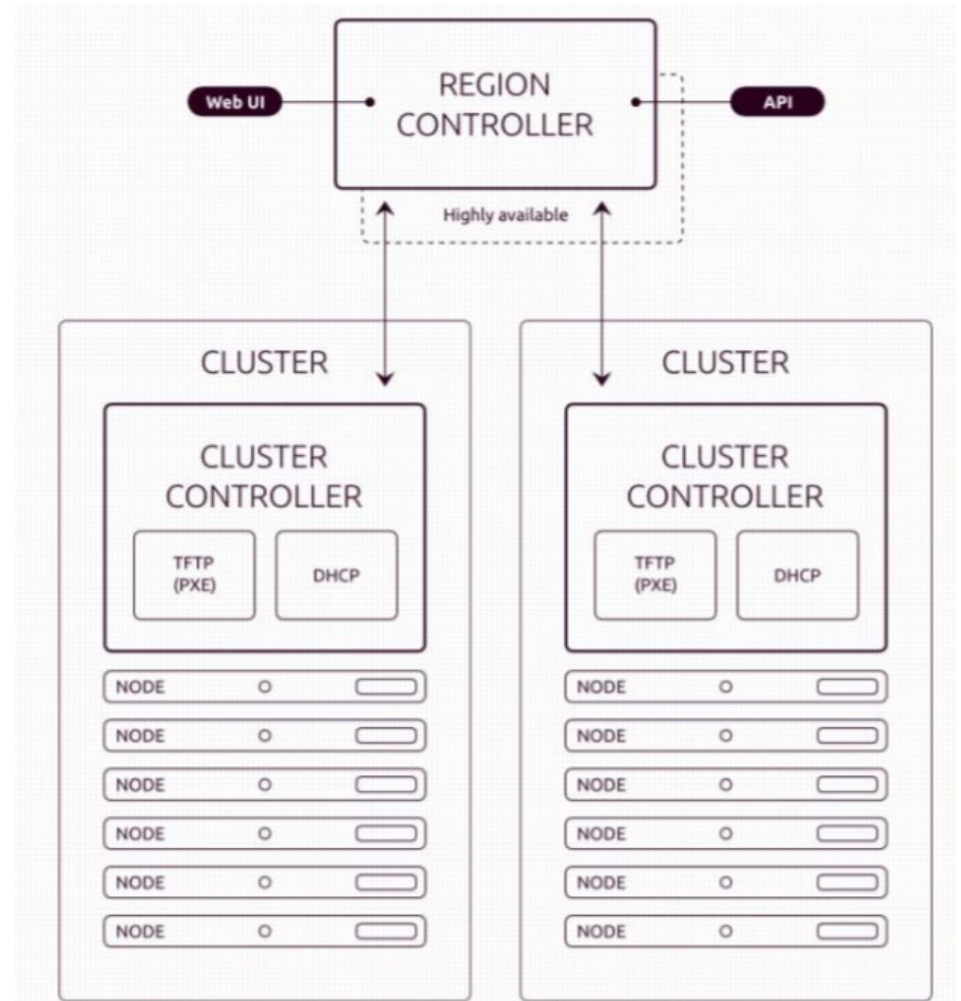 REGION
CONTROLLER
Web UI
API
Highly available
CLUSTER
CLUSTER
CONTROLLER
TFTP
(PXE)
DHCP
NODE
NODE
NODE
NODE
NODE
NODE
CLUSTER
CLUSTER
CONTROLLER
TFTP
(PXE)
DHCP
NODE
NODE
NODE
NODE
NODE
NODE